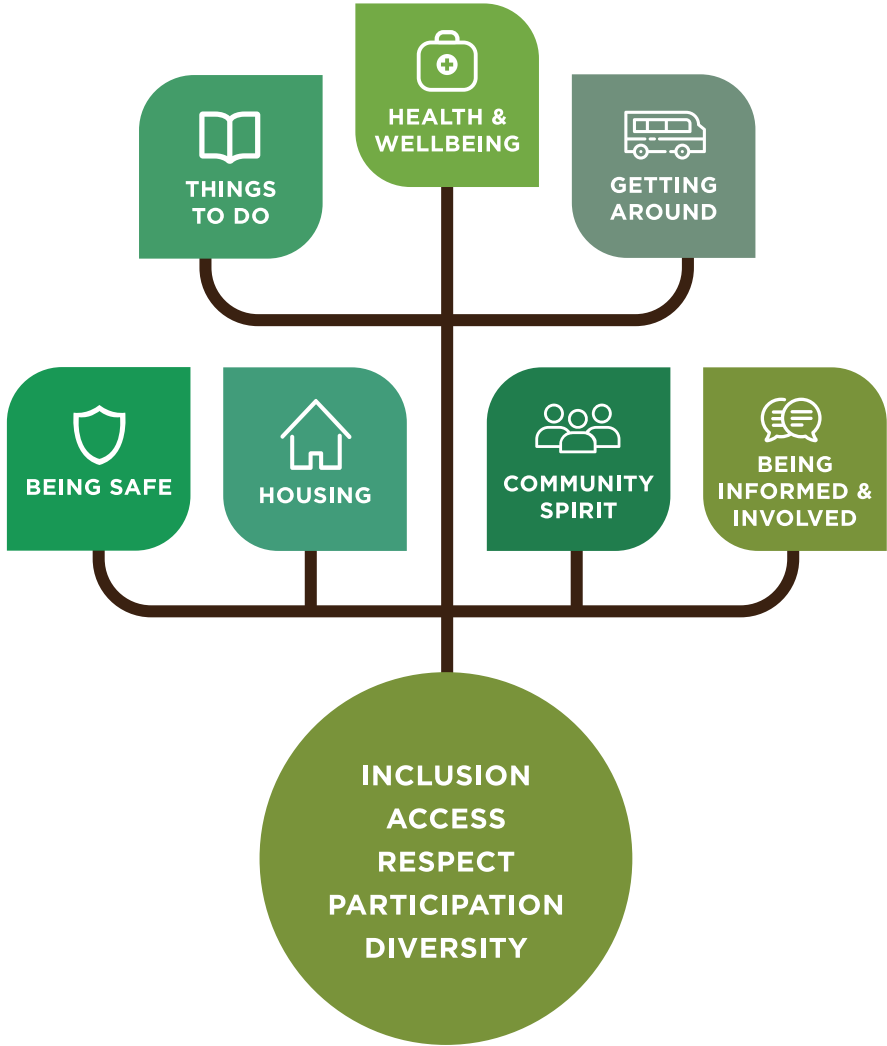 HEALTH &
WELLBEING
THINGS
TO DO
GETTING
AROUND
BEING SAFE
HOUSING
COMMUNITY
SPIRIT
BEING
INFORMED &
INVOLVED
INCLUSION
ACCESS
RESPECT
PARTICIPATION
DIVERSITY